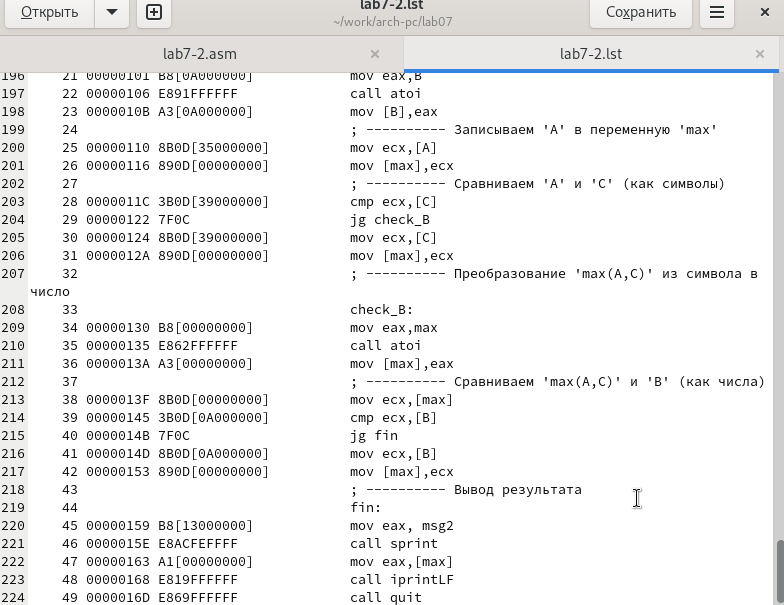 lab7-2.lst
Открыть
~/work/arch-pc/lab07
Сохранить
lab7-2.asm
lab7-2.lst
196 21 00000101 B8[0A000000] mov eax,B
197 22 00000106 E891FFFFFF call atoi
198 23 0000010B A3[0A000000] mov [B],eax
199 24 ; ---------- Записываем 'A' в переменную 'max'
200 25 00000110 8B0D[35000000] mov ecx,[A]
201 26 00000116 890D[00000000] mov [max],ecx
202 27 ; ---------- Сравниваем 'A' и 'С' (как символы)
203 28 0000011C 3B0D[39000000] cmp ecx,[C]
204 29 00000122 7F0C jg check_B
205 30 00000124 8B0D[39000000] mov ecx,[C]
206 31 0000012A 890D[00000000] mov [max],ecx
207 32 ; ---------- Преобразование 'max(A,C)' из символа в
число
208 33 check_B:
209 34 00000130 B8[00000000] mov eax,max
210 35 00000135 E862FFFFFF call atoi
211 36 0000013A A3[00000000] mov [max],eax
212 37 ; ---------- Сравниваем 'max(A,C)' и 'B' (как числа)
213 38 0000013F 8B0D[00000000] mov ecx,[max]
214 39 00000145 3B0D[0A000000] cmp ecx,[B]
215 40 0000014B 7F0C jg fin
216 41 0000014D 8B0D[0A000000] mov ecx,[B]
217 42 00000153 890D[00000000] mov [max],ecx
218 43 ; ---------- Вывод результата
219 44 fin:
220 45 00000159 B8[13000000] mov eax, msg2
221 46 0000015E E8ACFEFFFF call sprint
222 47 00000163 A1[00000000] mov eax,[max]
223 48 00000168 E819FFFFFF call iprintLF
224 49 0000016D E869FFFFFF call quit